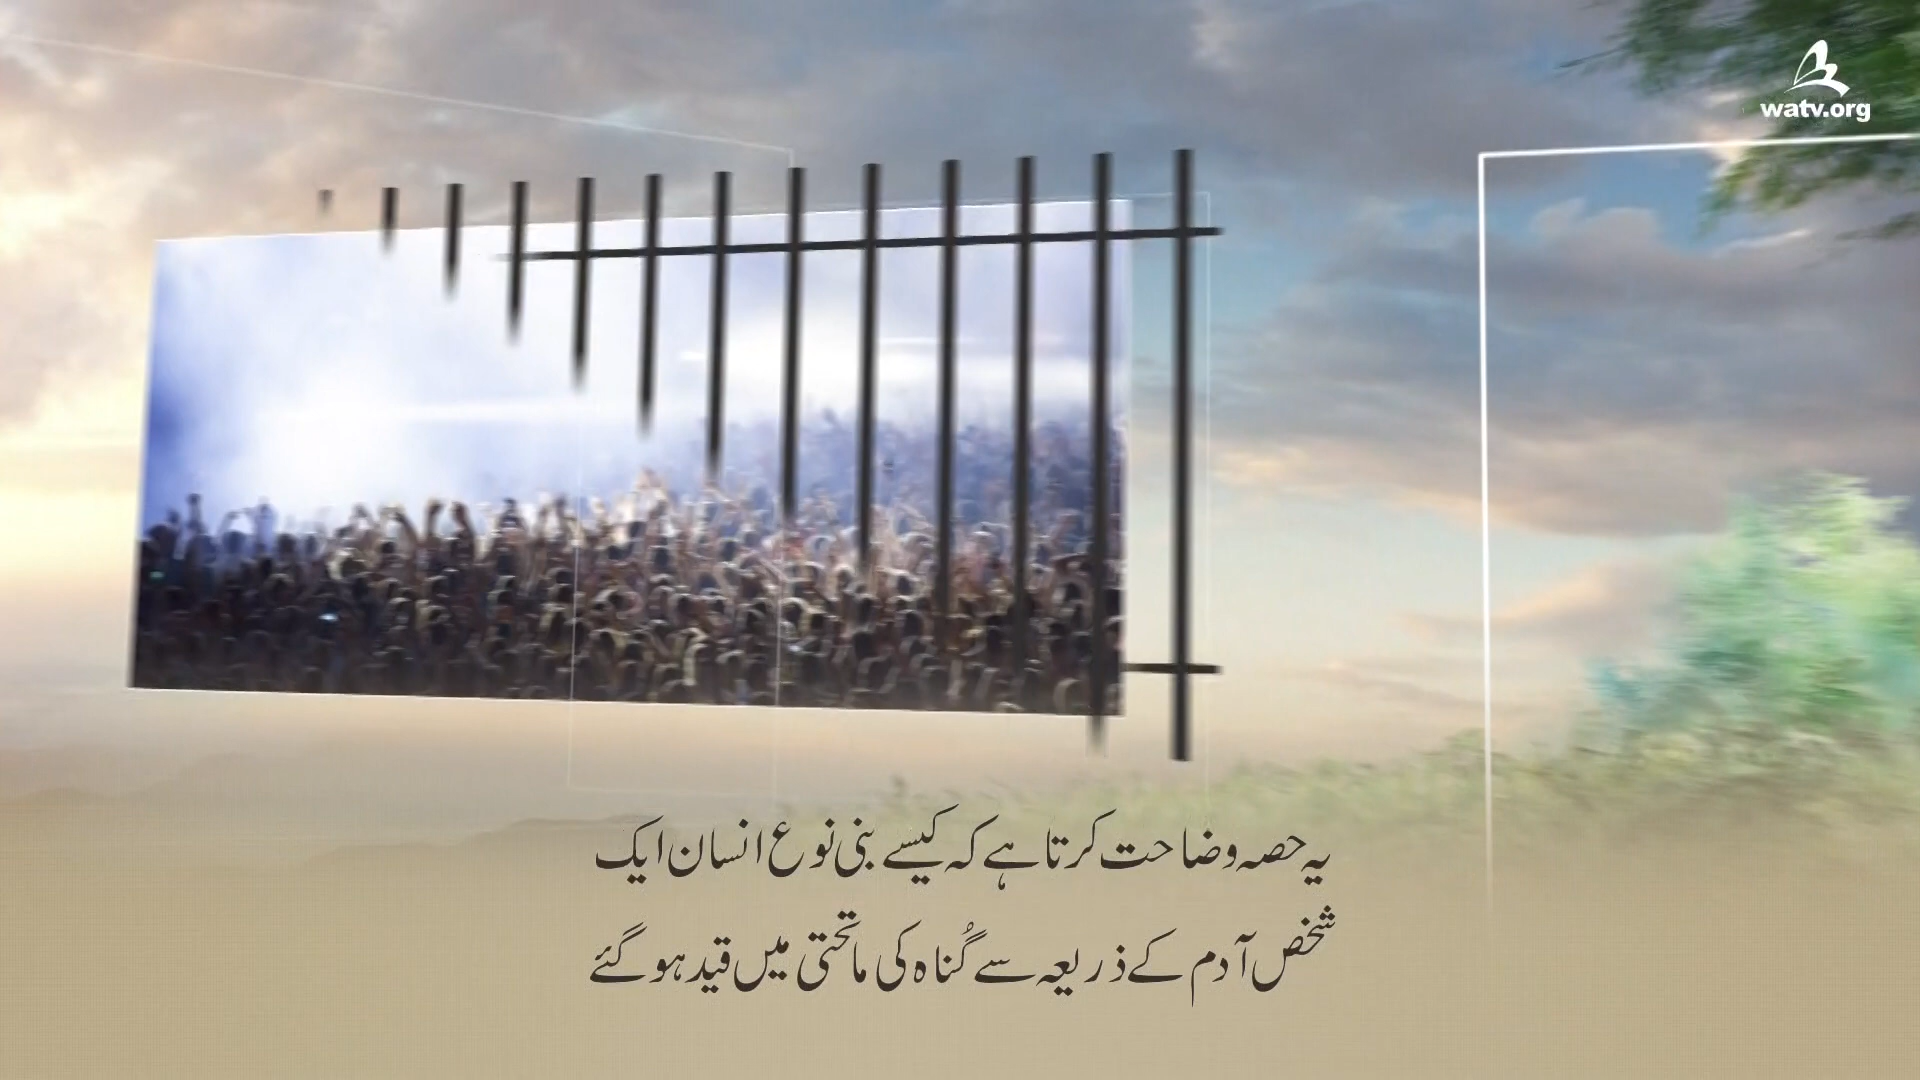 watv.org
یہ حصہ وضاحت کرتا ہے کہ کیسے بنی نوع انسان ایک
شخص آدم کے ذریعہ سے گُناہ کی ماتحتی میں قید ہو گئے